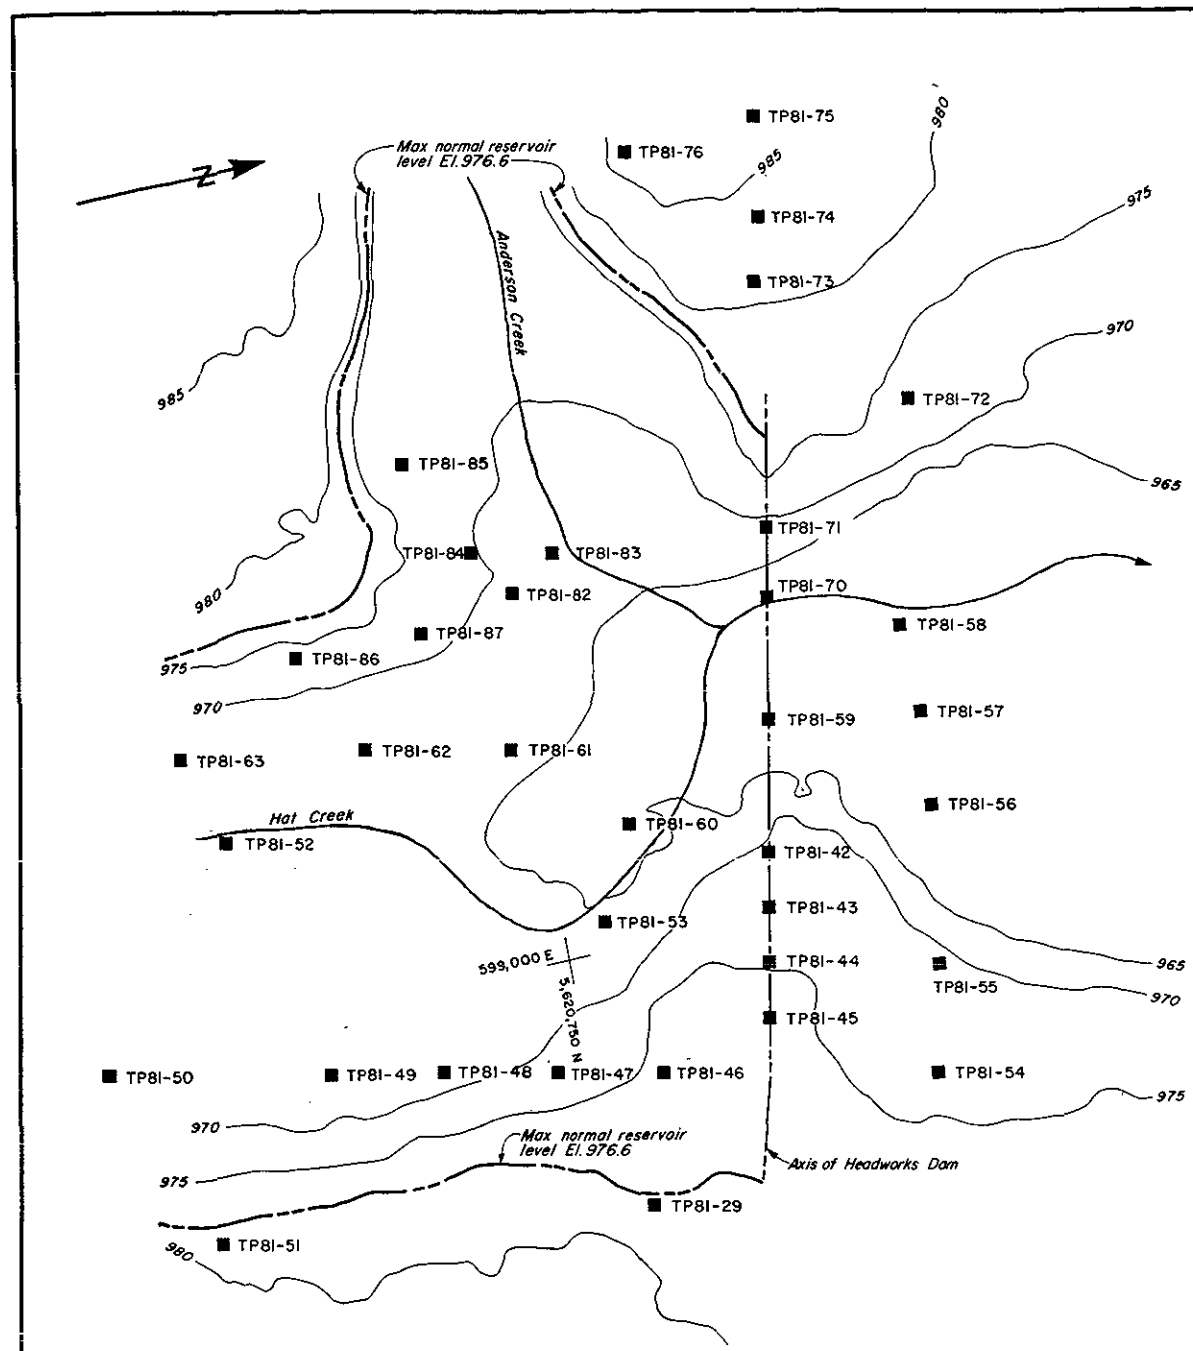 TP81-75
980
Max normal reservoir
level El. 976.6
TP81-76
985
Z
975
TP81-74
Anderson Creek
TP81-73
970
985
TP81-72
TP81-85
965
TP81-71
TP81-84
TP81-83
TP81-70
980
TP81-82
TP81-58
TP81-87
975
TP81-86
970
TP81-57
TP81-59
TP81-62
TP81-61
TP81-63
TP81-56
Hat Creek
TP81-60
TP81-52
TP81-42
TP81-43
TP81-53
599,000 E
TP81-44
965
TP81-55
5,620,750 N
970
TP81-45
TP81-50
TP81-49
TP81-48
TP81-47
TP81-46
TP81-54
975
970
Max normal reservoir
level El. 976.6
Axis of Headworks Dam
975
TP81-29
TP81-51
980